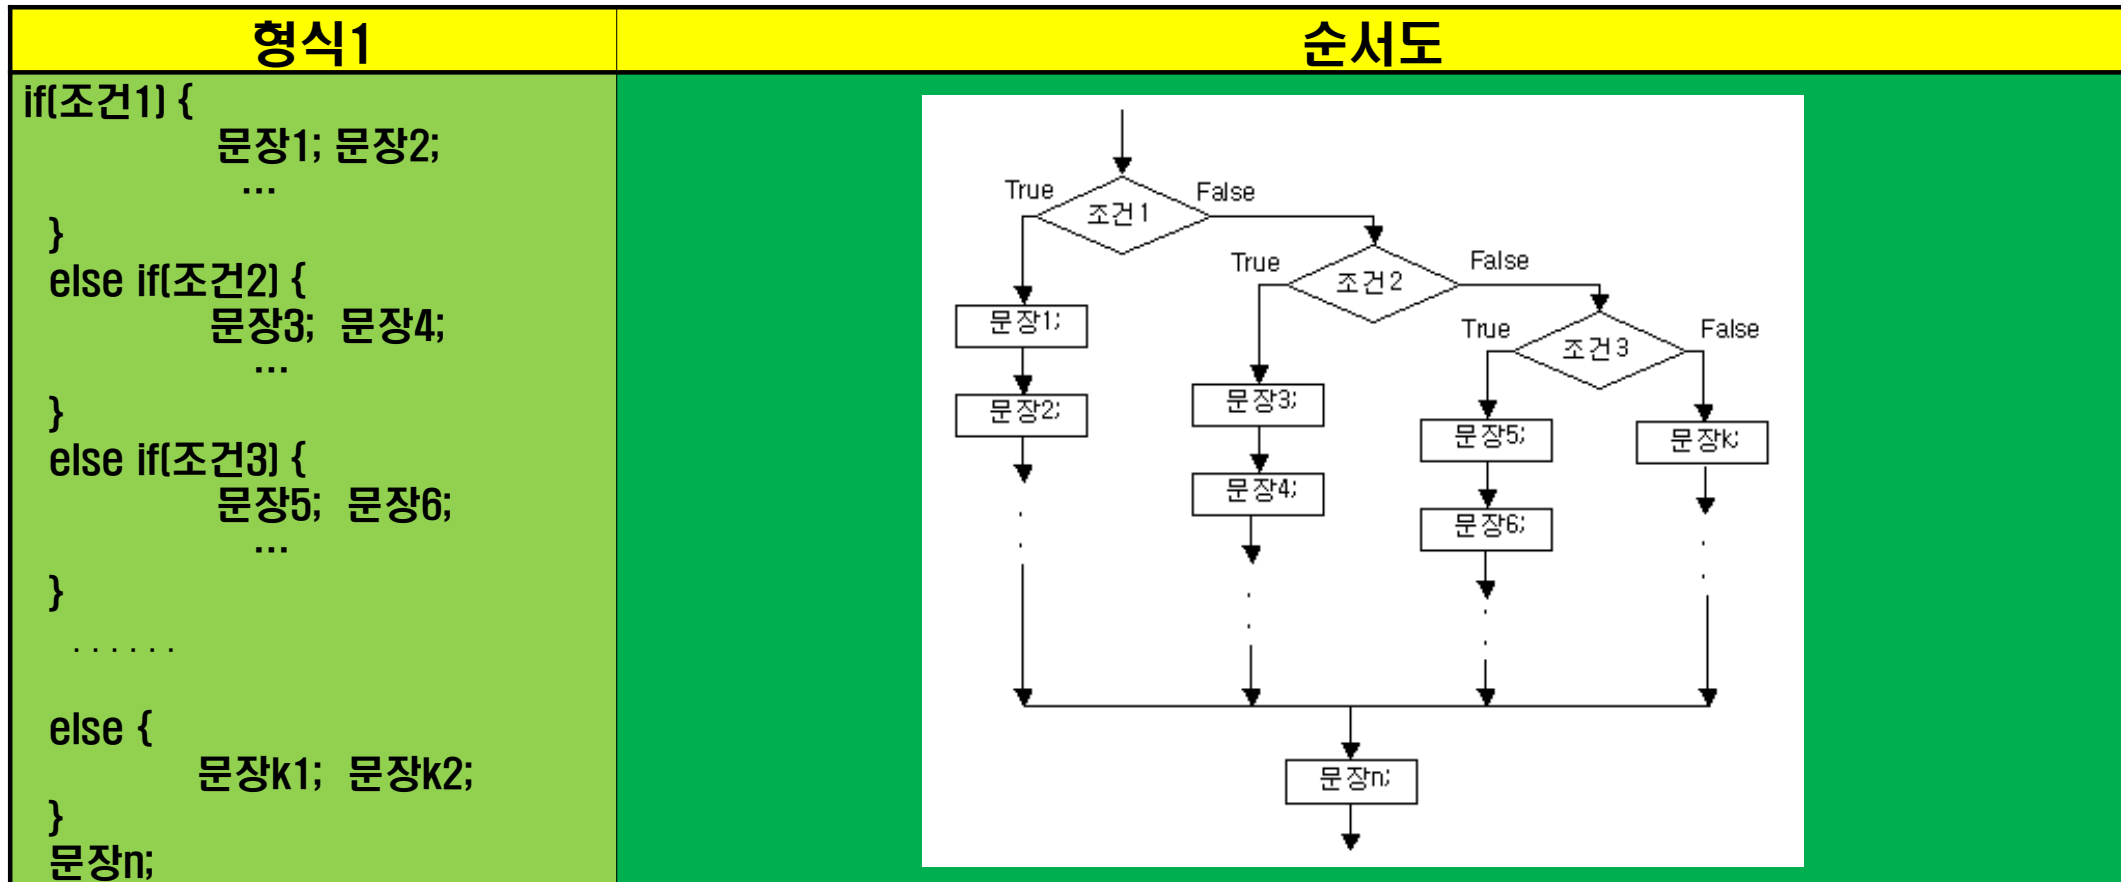 형식1
순서도
if(조건1) {
문장1; 문장2;
...
}
else if(조건2) {
문장3; 문장4;
...
}
else if(조건3) {
문장5; 문장6;
...
}
......
else {
문장k1; 문장k2;
}
문장n;
True
조건1
False
True
조건2
False
True
조건3
False
문장1;
문장2;
문장3;
문장4;
문장5;
문장6;
문장k;
문장n;